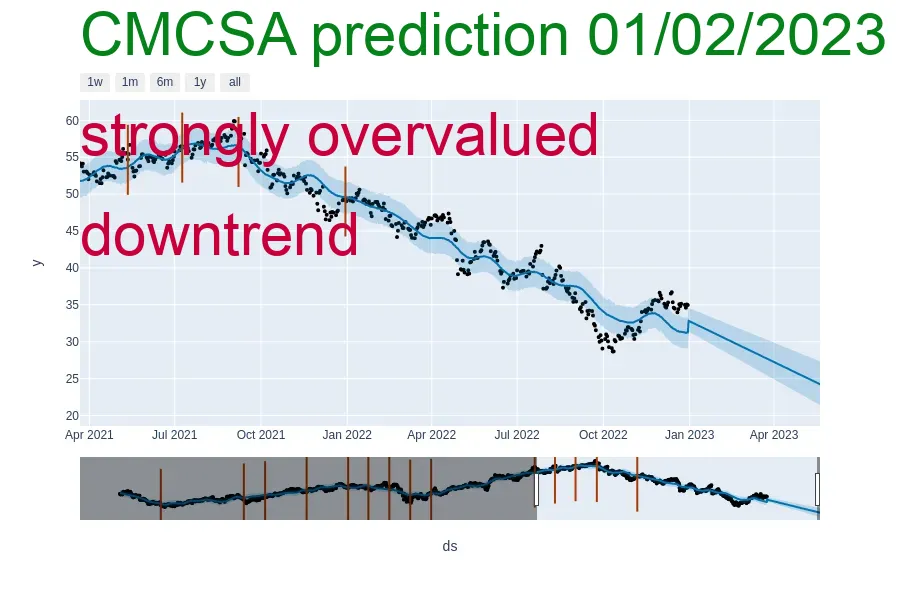 CMCSA prediction 01/02/2023
1w 1m 6m 1y all
60
strongly overvalued
55
50
downtrend
45
y
40
35
30
25
20
Apr 2021 Jul 2021 Oct 2021 Jan 2022 Apr 2022 Jul 2022 Oct 2022 Jan 2023 Apr 2023
ds